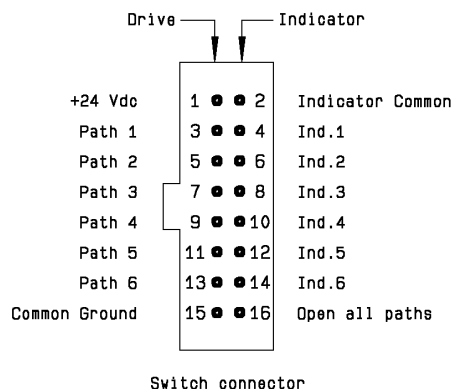 Drive Indicator
+24 Vdc 1 2 Indicator Common
Path 1 3 4 Ind.1
Path 2 5 6 Ind.2
Path 3 7 8 Ind.3
Path 4 9 10 Ind.4
Path 5 11 12 Ind.5
Path 6 13 14 Ind.6
Common Ground 15 16 Open all paths
Switch connector